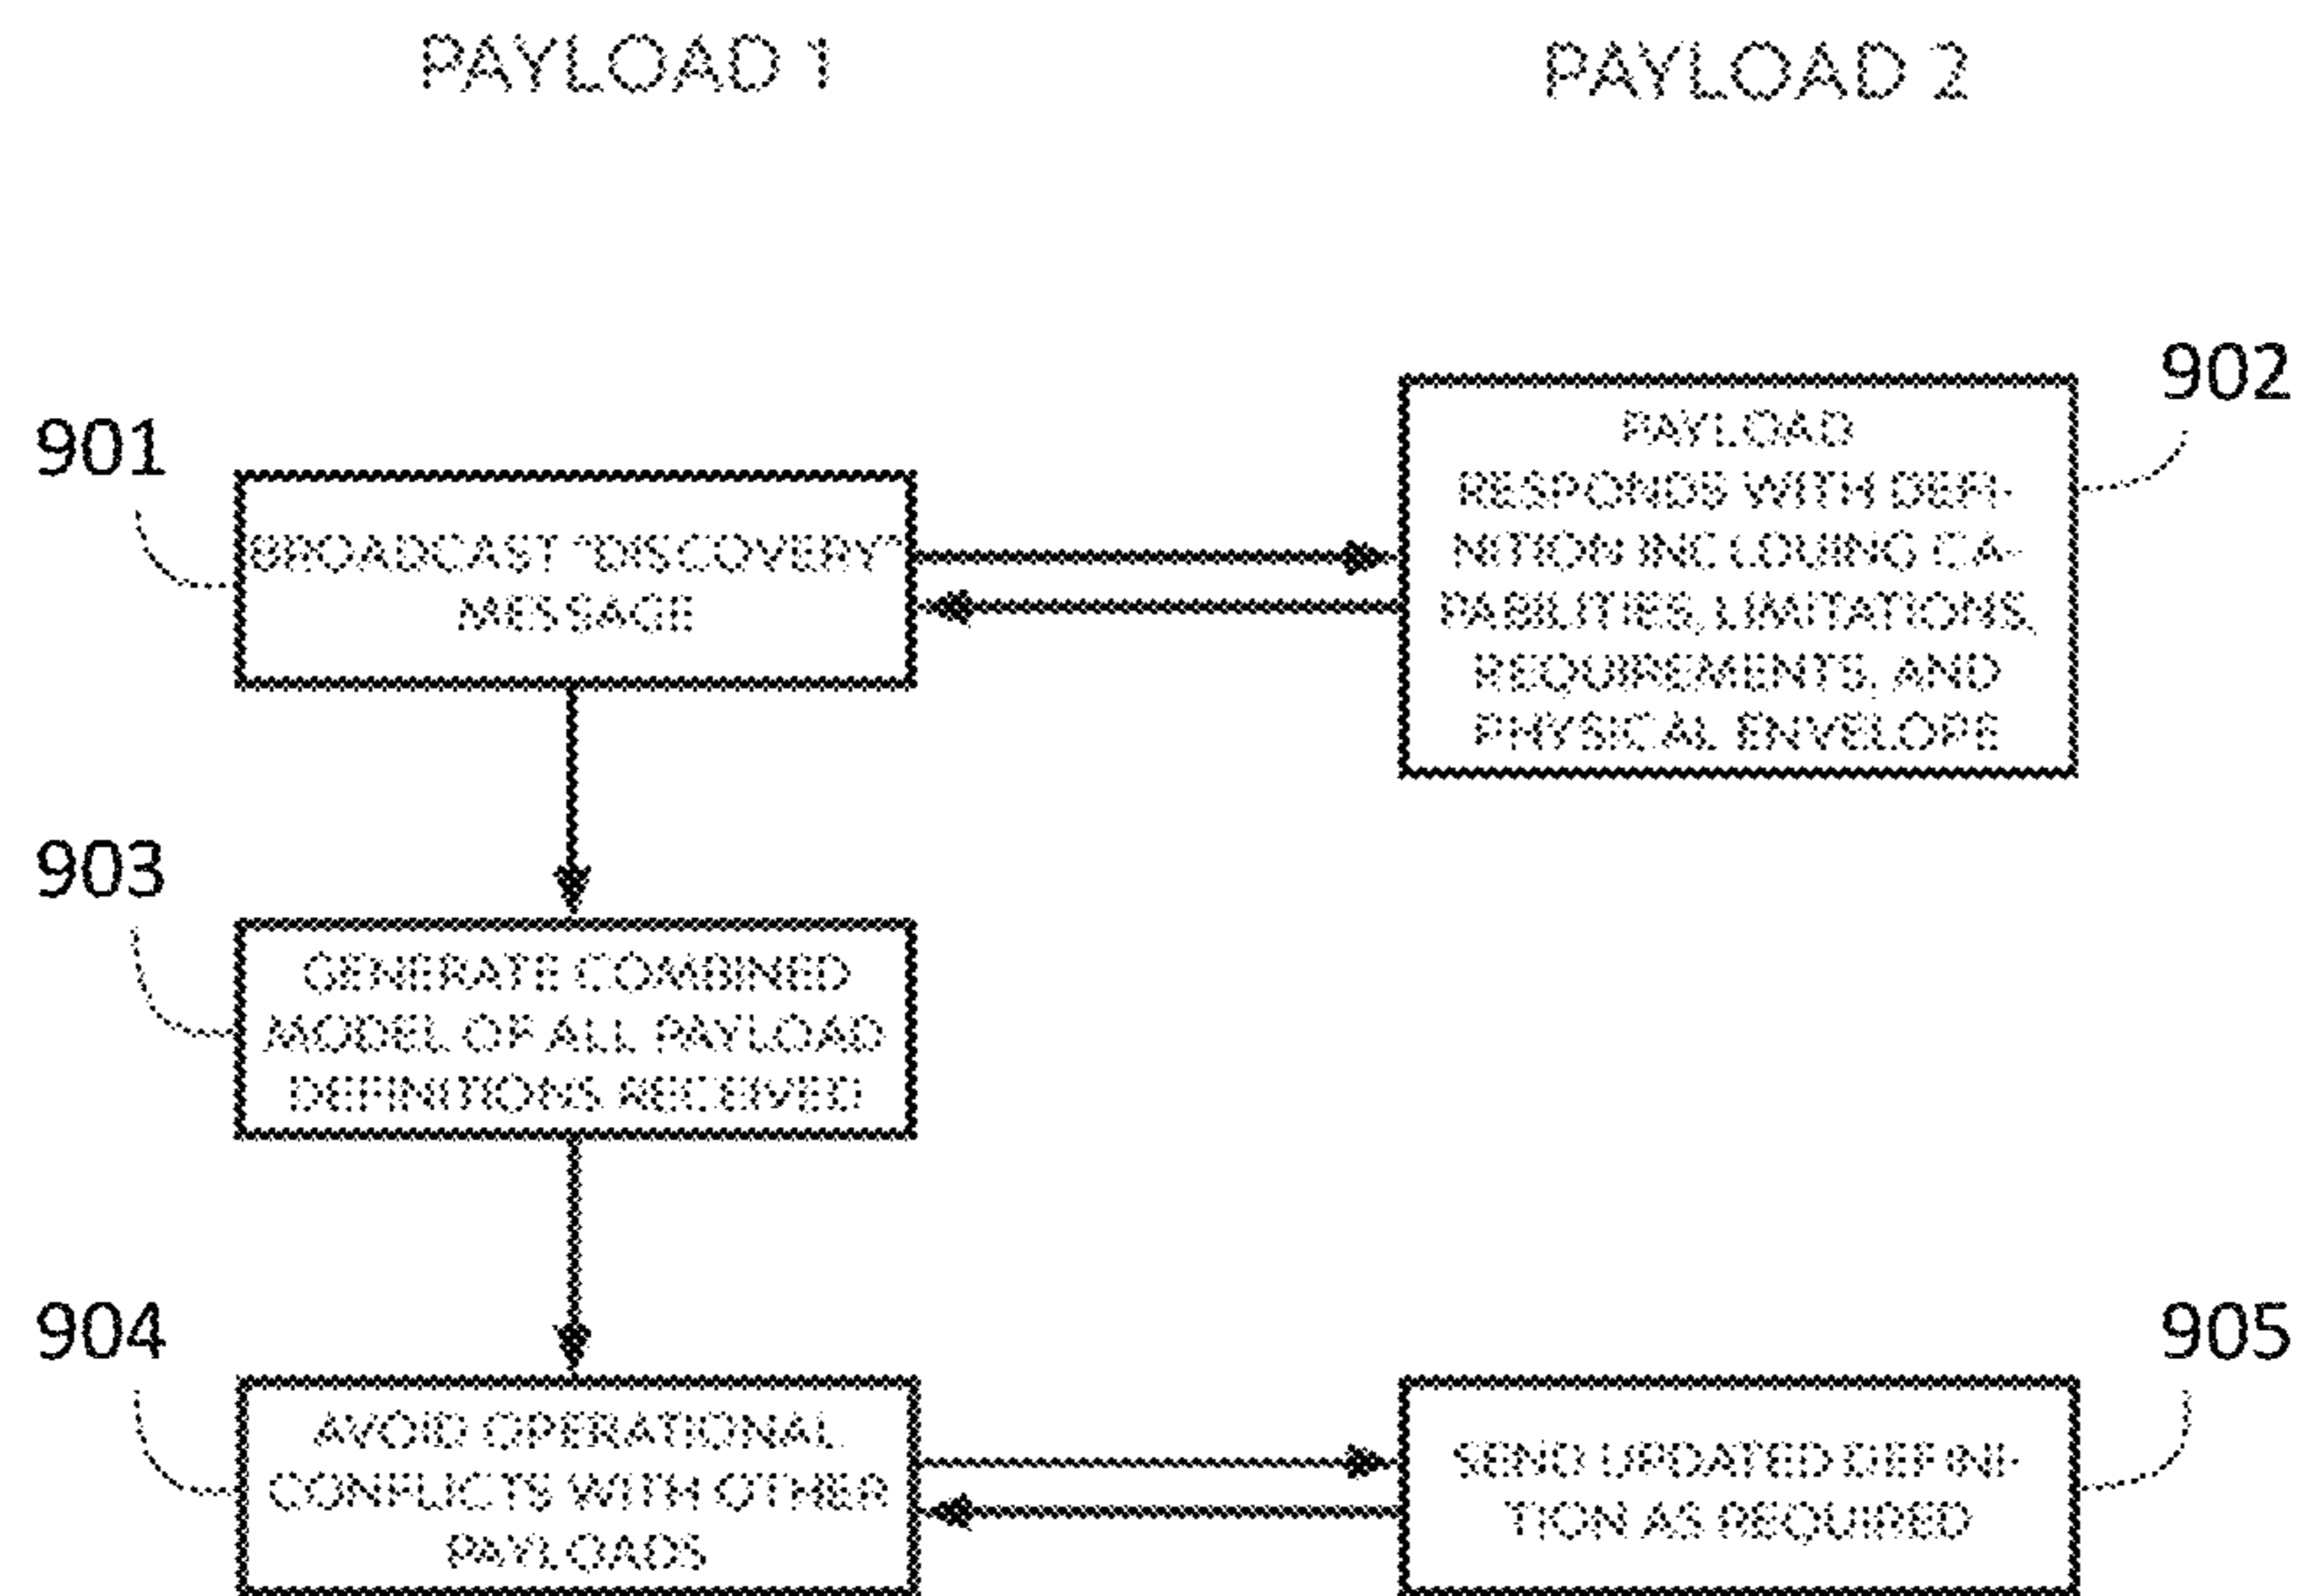 PAYLOAD 1
PAYLOAD 2
901
BROADCAST "DISCOVERY"
MESSAGE
902
PAYLOAD
RESPONDS WITH DEFI-
NITION INCLOUING CA-
PABILITIES, LIMITATIONS,
REQUIREMENTS, AND
PHYSICAL ENVELOPE
903
GENERATE COMBINED
MODEL OF ALL PAYLOAD
DEFINITIONS RECEIVED
904
AVOID OPERATIONAL
CONFLICTS WITH OTHER
PAYLOADS
905
SEND UPDATED DEFINI-
TION AS REQUIRED